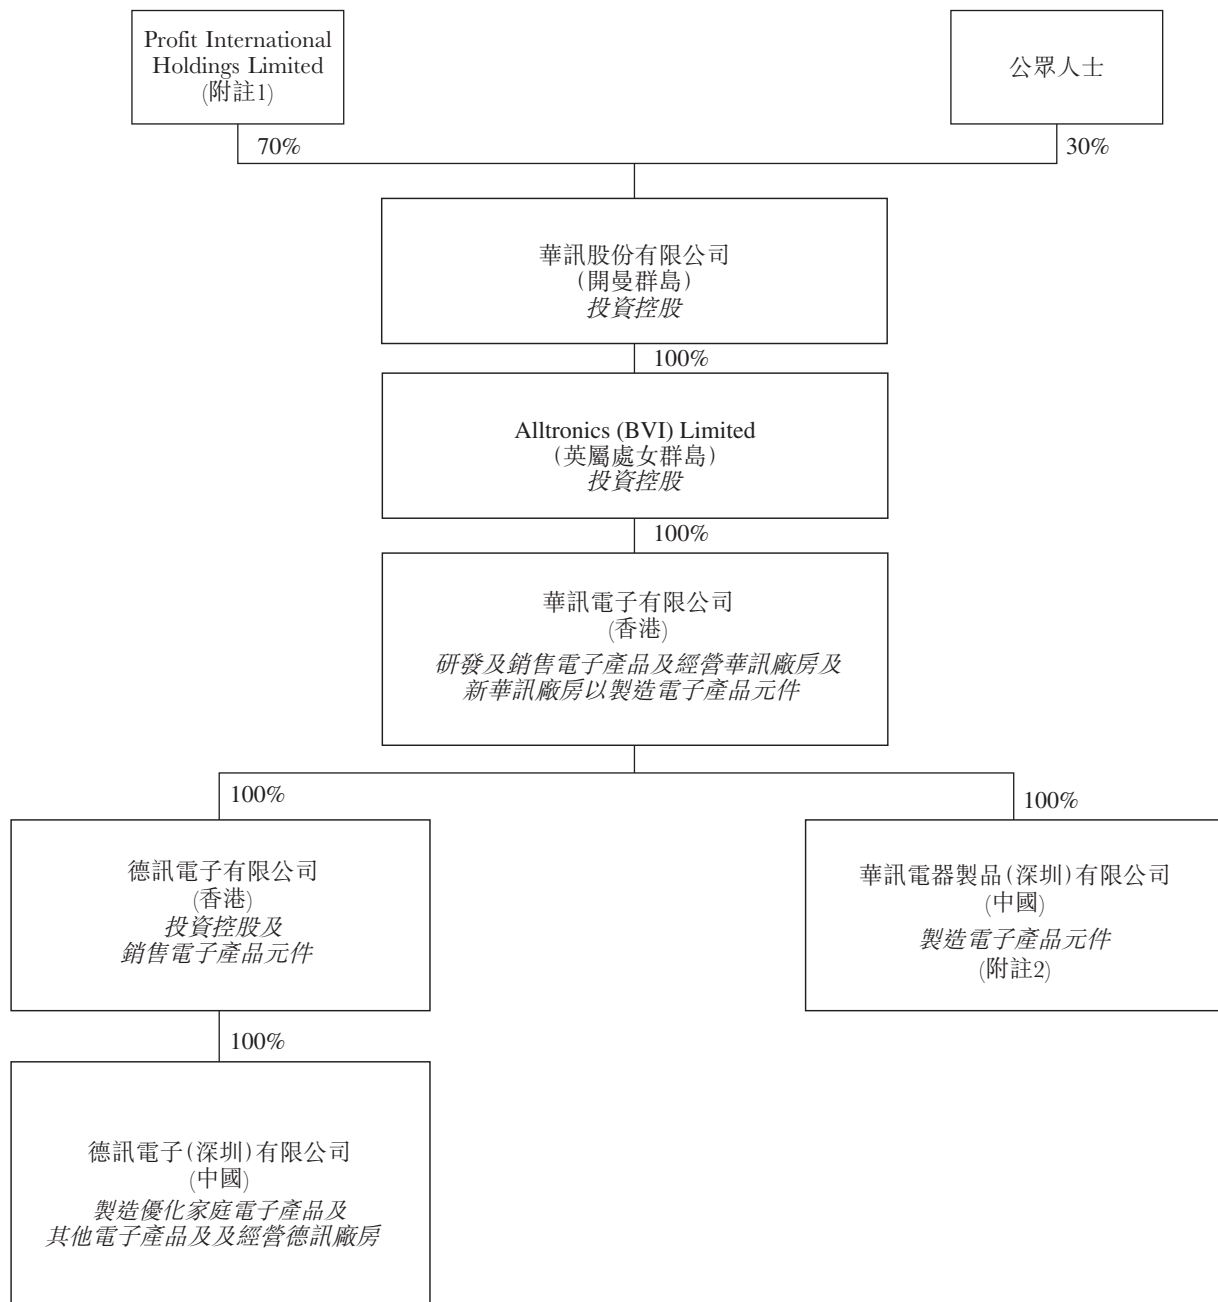 Profit International
Holdings Limited
(附註1)
公眾人士
70%
30%
華訊股份有限公司
(開曼群島)
投資控股
100%
Alltronics (BVI) Limited
(英屬處女群島)
投資控股
100%
華訊電子有限公司
(香港)
研發及銷售電子產品及經營華訊廠房及
新華訊廠房以製造電子產品元件
100%
100%
德訊電子有限公司
(香港)
投資控股及
銷售電子產品元件
華訊電器製品(深圳)有限公司
(中國)
製造電子產品元件
(附註2)
100%
德訊電子(深圳)有限公司
(中國)
製造優化家庭電子產品及
其他電子產品及及經營德訊廠房